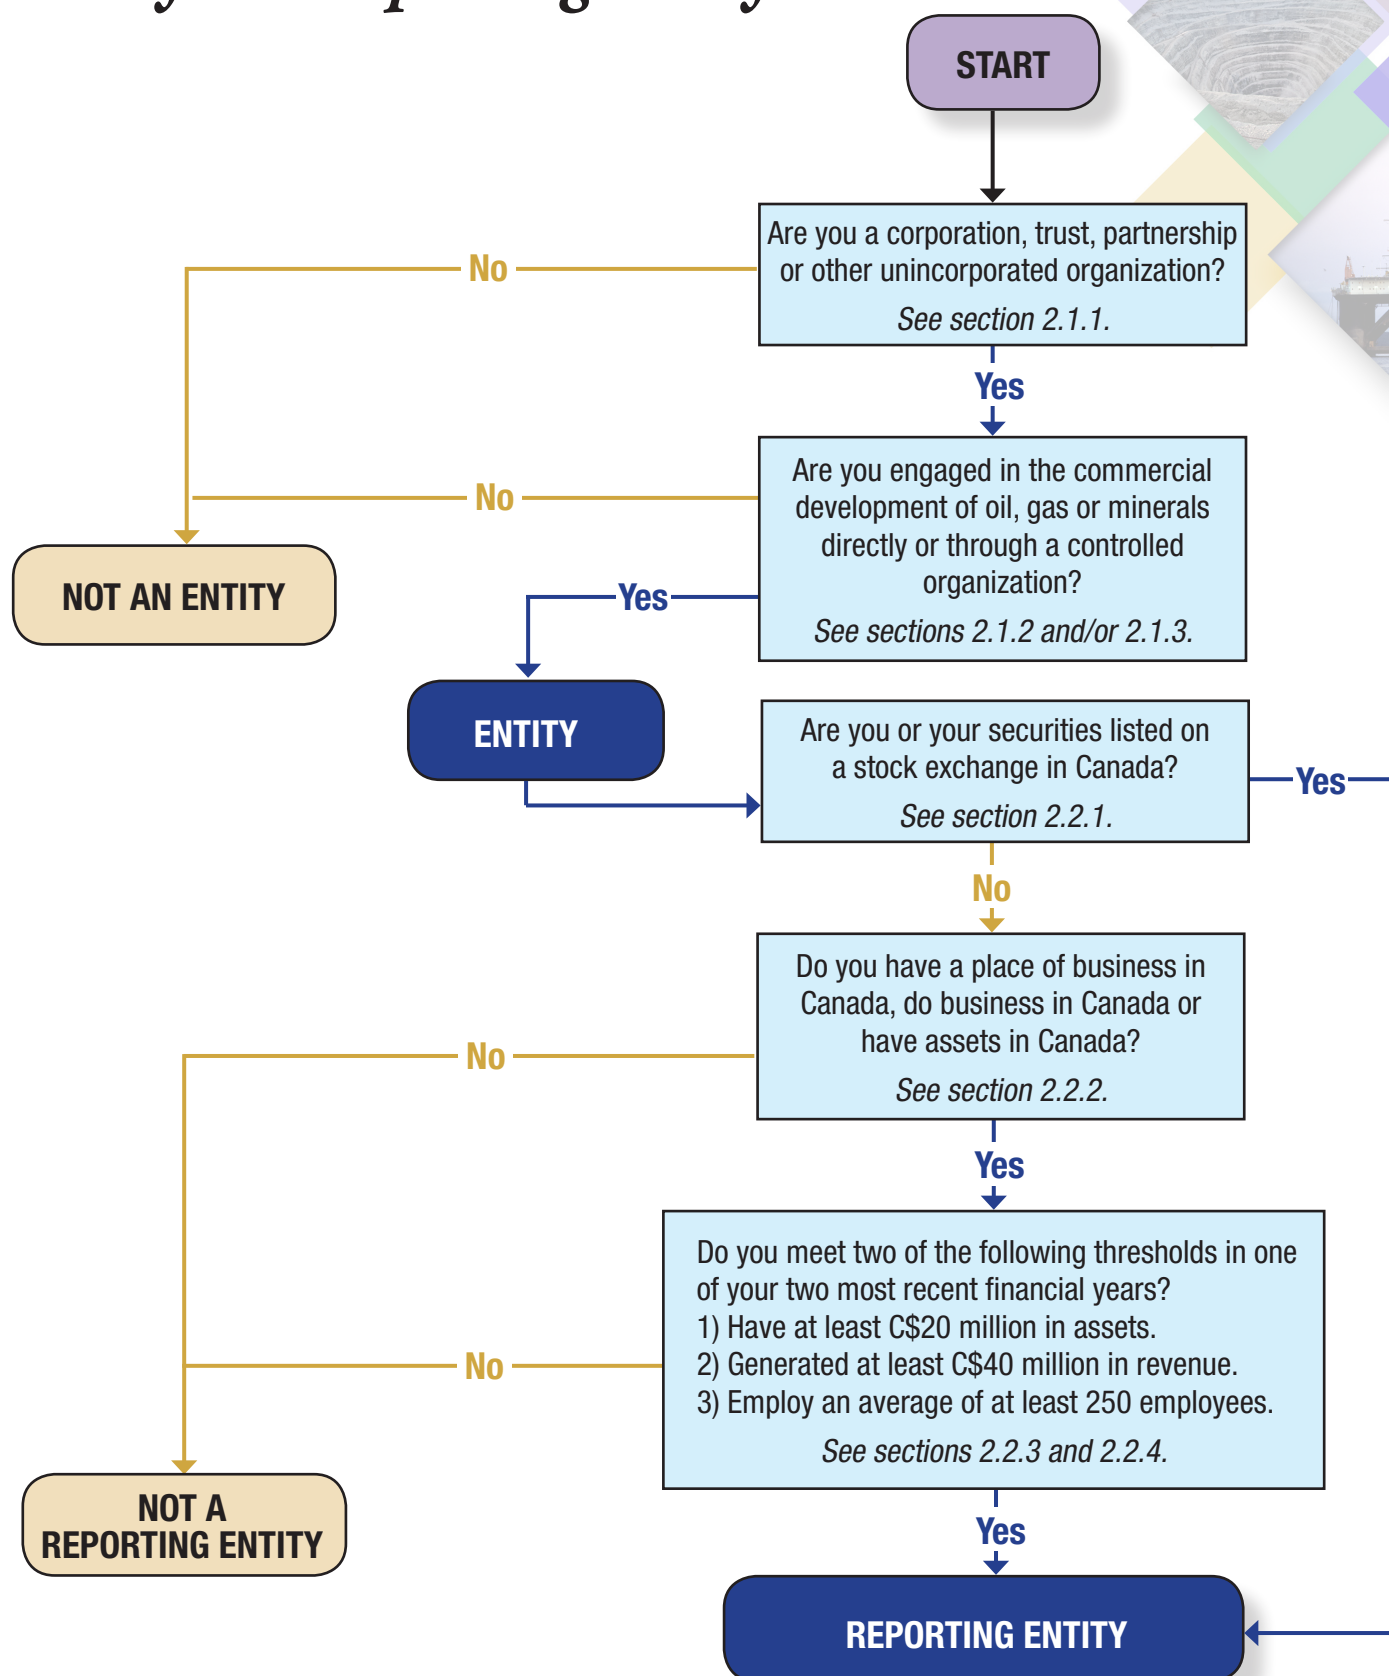 START
Are you a corporation, trust, partnership
or other unincorporated organization?
See section 2.1.1.
No
Yes
Are you engaged in the commercial
development of oil, gas or minerals
directly or through a controlled
organization?
See sections 2.1.2 and/or 2.1.3.
No
NOT AN ENTITY
Yes
ENTITY
Are you or your securities listed on
a stock exchange in Canada?
See section 2.2.1.
Yes
No
Do you have a place of business in
Canada, do business in Canada or
have assets in Canada?
See section 2.2.2.
No
Yes
Do you meet two of the following thresholds in one
of your two most recent financial years?
1) Have at least C$20 million in assets.
2) Generated at least C$40 million in revenue.
3) Employ an average of at least 250 employees.
See sections 2.2.3 and 2.2.4.
No
NOT A
REPORTING ENTITY
Yes
REPORTING ENTITY